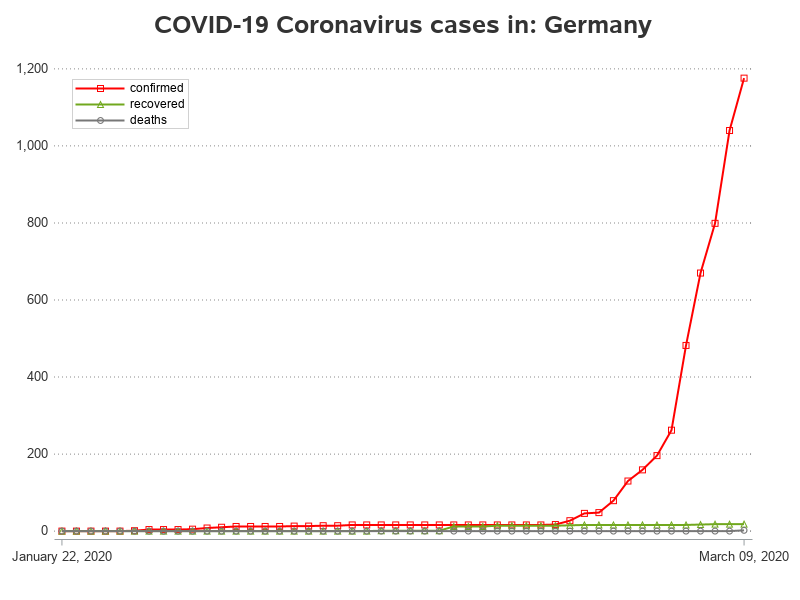 COVID-19 Coronavirus cases in: Germany
1,200
confirmed
recovered
deaths
1,000
800
600
400
200
0
January 22, 2020
March 09, 2020